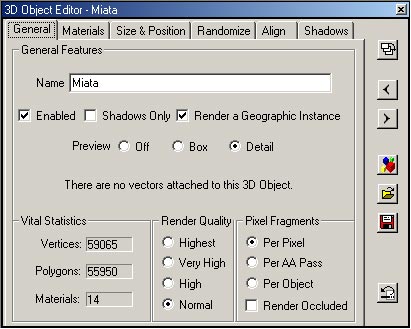 3D Object Editor - Miata
General Materials Size & Position Randomize Align Shadows
General Features
Name Miata
Enabled Shadows Only Render a Geographic Instance
Preview Off Box Detail
There are no vectors attached to this 3D Object.
Vital Statistics
Vertices: 59065
Polygons: 55950
Materials: 14
Render Quality
Highest
Very High
High
Normal
Pixel Fragments
Per Pixel
Per AA Pass
Per Object
Render Occluded